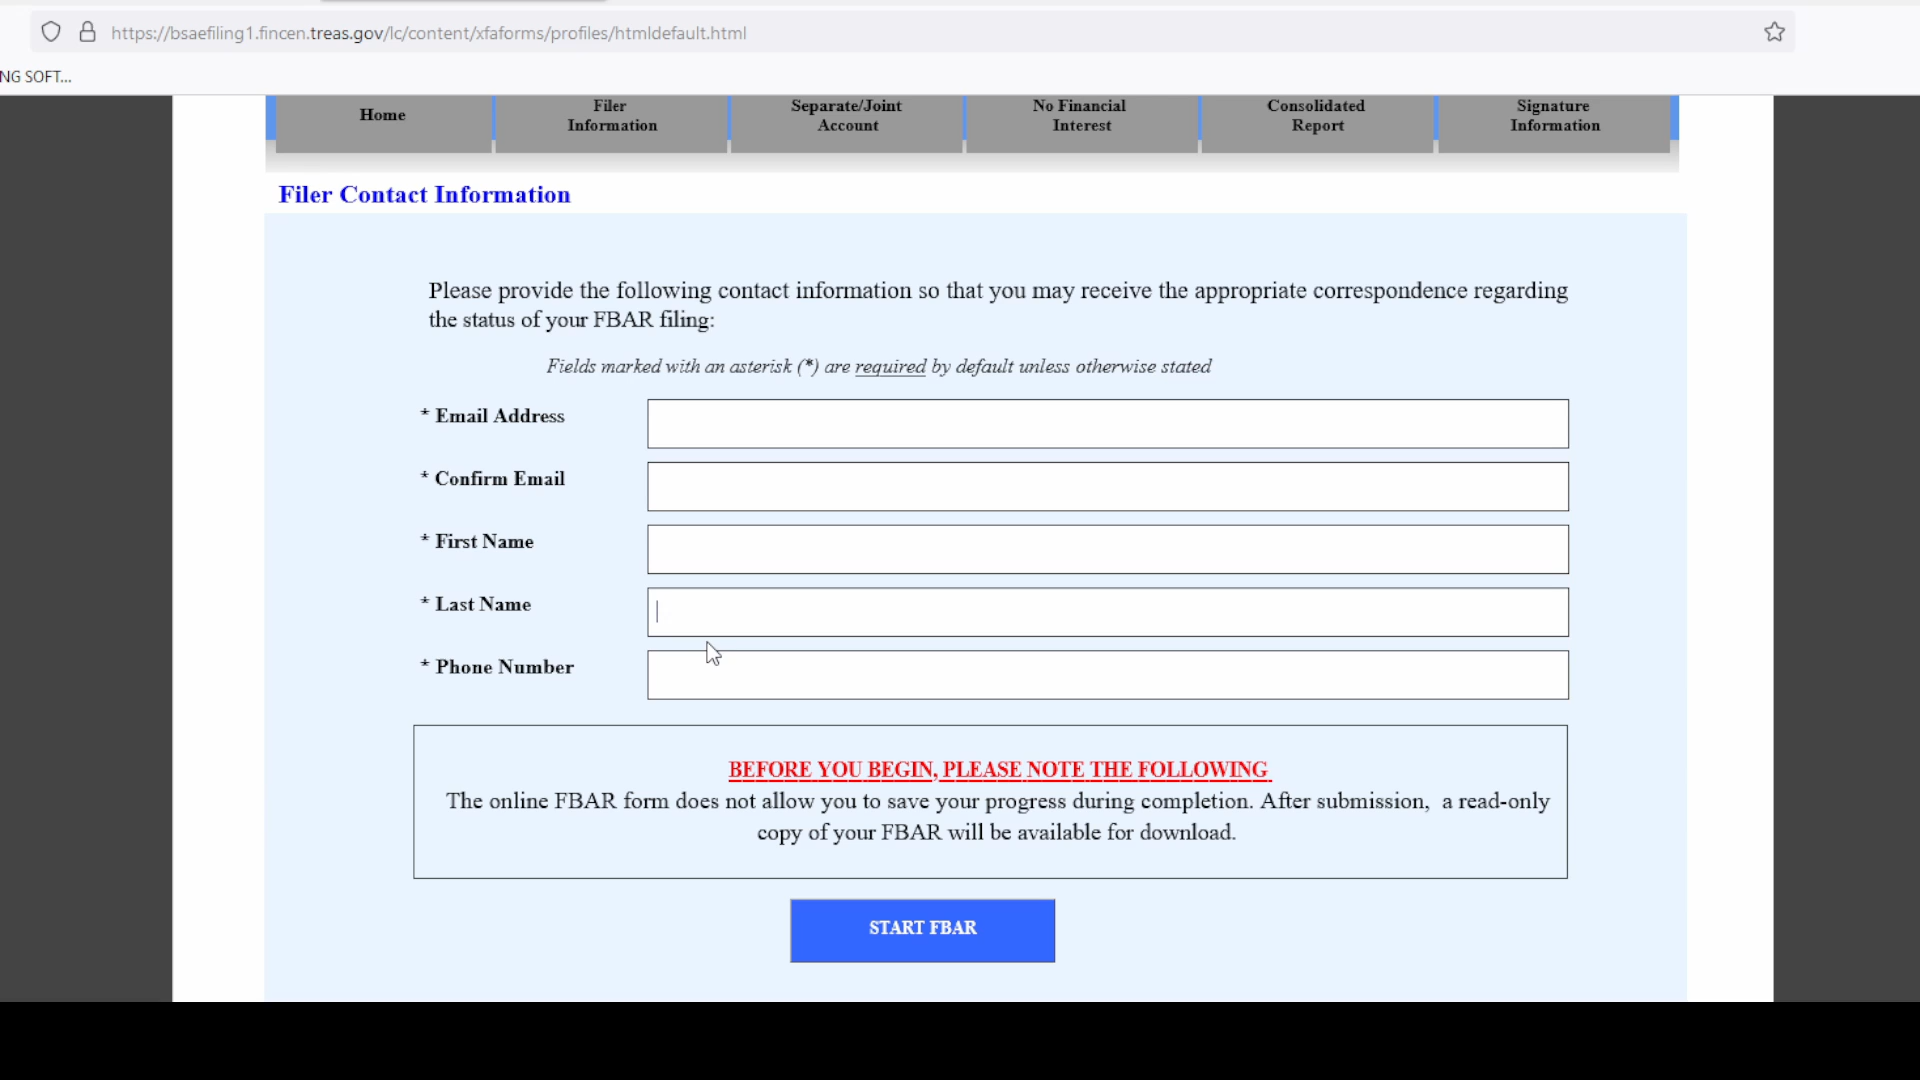 https://bsaefiling1.fincen.treas.gov/lc/content/xfaforms/profiles/htmldefault.html
NG SOFT...
Home
Filer
Information
Separate/Joint
Account
No Financial
Interest
Consolidated
Report
Signature
Information
Filer Contact Information
Please provide the following contact information so that you may receive the appropriate correspondence regarding
the status of your FBAR filing:
Fields marked with an asterisk (*) are required by default unless otherwise stated
* Email Address
* Confirm Email
* First Name
* Last Name
* Phone Number
BEFORE YOU BEGIN, PLEASE NOTE THE FOLLOWING
The online FBAR form does not allow you to save your progress during completion. After submission, a read-only
copy of your FBAR will be available for download.
START FBAR